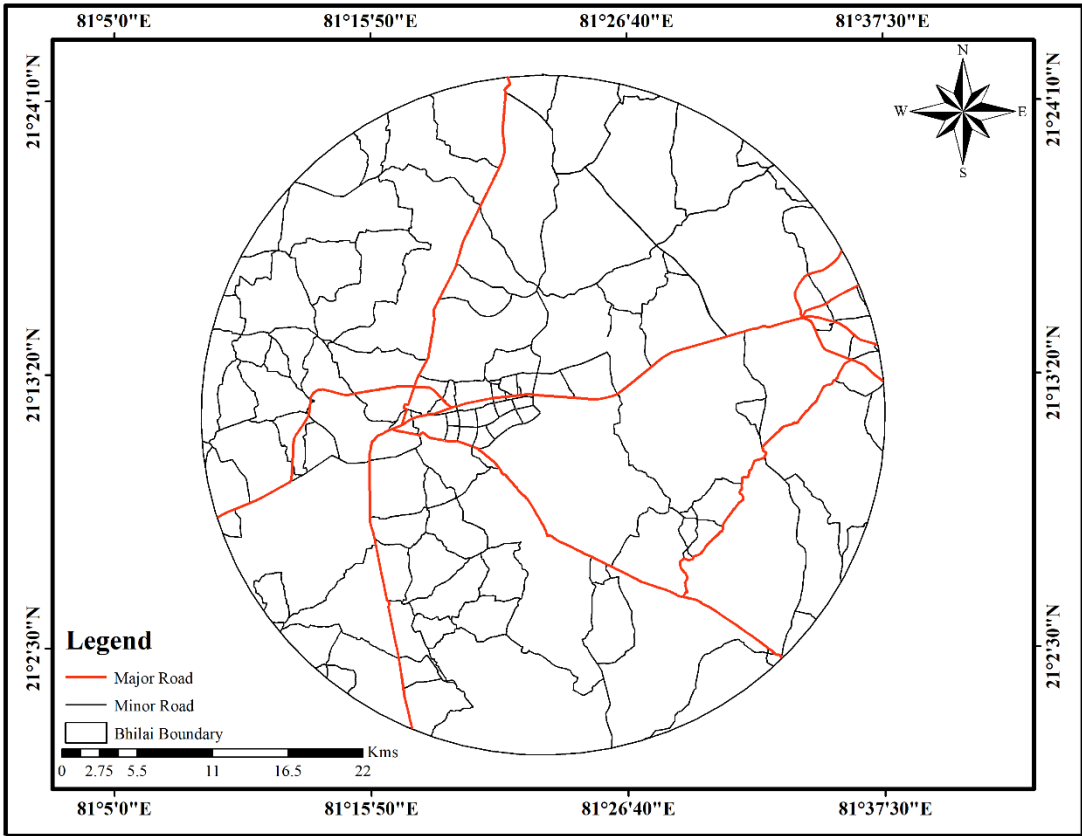 81°5'0"E 81°15'50"E 81°26'40"E 81°37'30"E
N
W E
S
21°24'10"N 21°24'10"N
21°13'20"N 21°13'20"N
21°2'30"N 21°2'30"N
Legend
Major Road
Minor Road
Bhilai Boundary
Kms
0 2.75 5.5 11 16.5 22
81°5'0"E 81°15'50"E 81°26'40"E 81°37'30"E